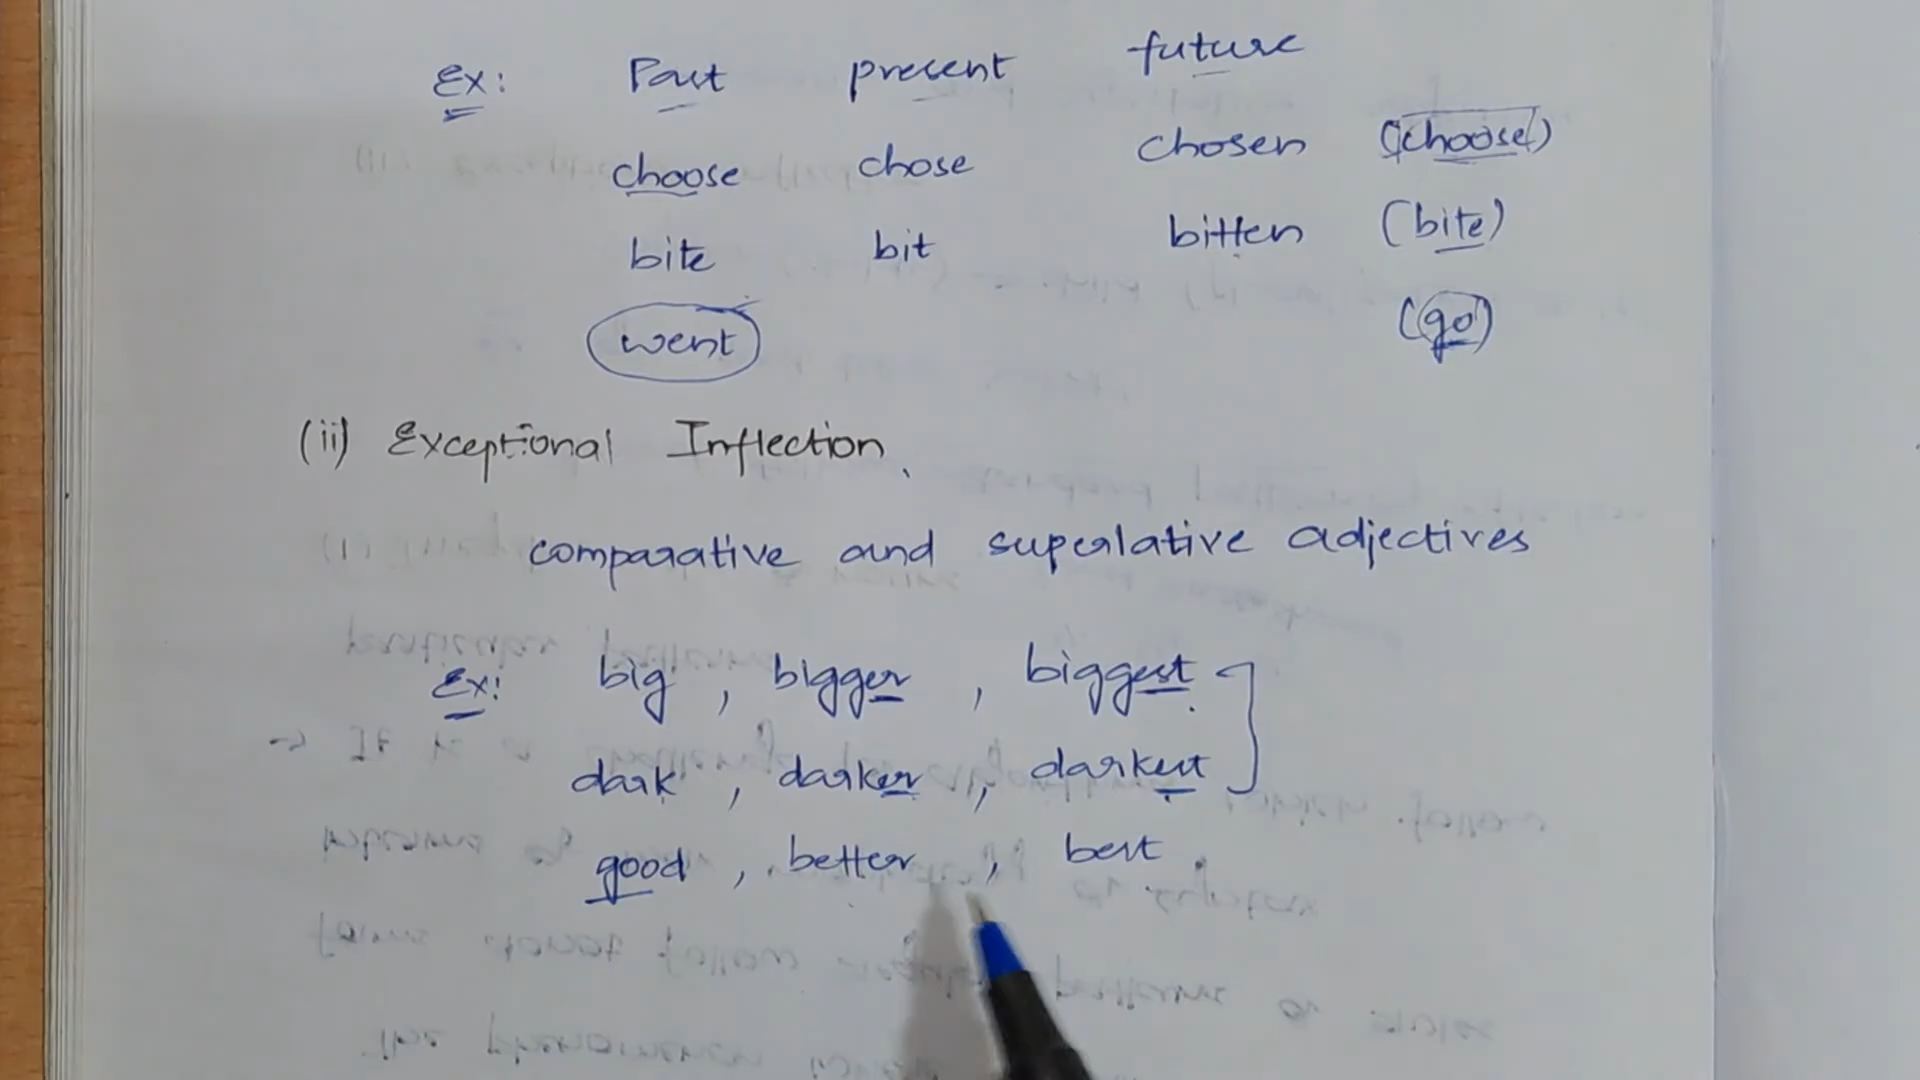 Ex: Past present future
choose chose chosen (choose)
bite bit bitten (bite)
went (go)
(ii) Exceptional Inflection.
comparative and superlative adjectives
Ex: big, bigger, biggest.
dark, darker, darkest
good, better, best.